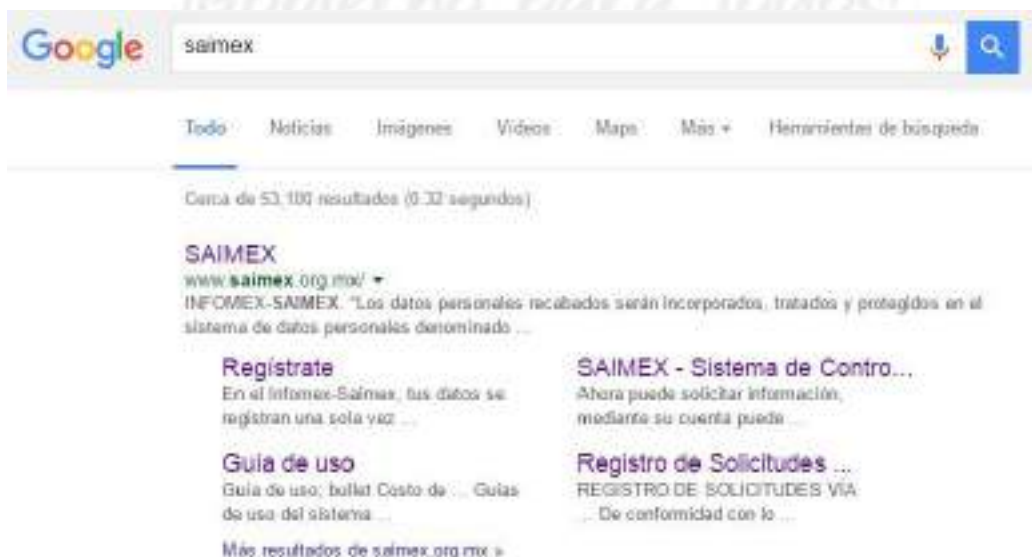 Google
saimex
Todo Noticias Imágenes Vídeos Maps Más Herramientas de búsqueda
Cerca de 53,100 resultados (0.32 segundos)
SAIMEX
www.saimex.org.mx/
INFOMEX-SAIMEX. "Los datos personales recabados serán incorporados, tratados y protegidos en el
sistema de datos personales denominado ...
Regístrate
En el Infomex-Saimex, tus datos se
registran una sola vez ...
SAIMEX - Sistema de Contro...
Ahora puede solicitar información,
mediante su cuenta puede ...
Guía de uso
Guía de uso; bullet Costo de ... Guías
de uso del sistema ...
Registro de Solicitudes ...
REGISTRO DE SOLICITUDES VÍA
... De conformidad con lo ...
Más resultados de saimex.org.mx »